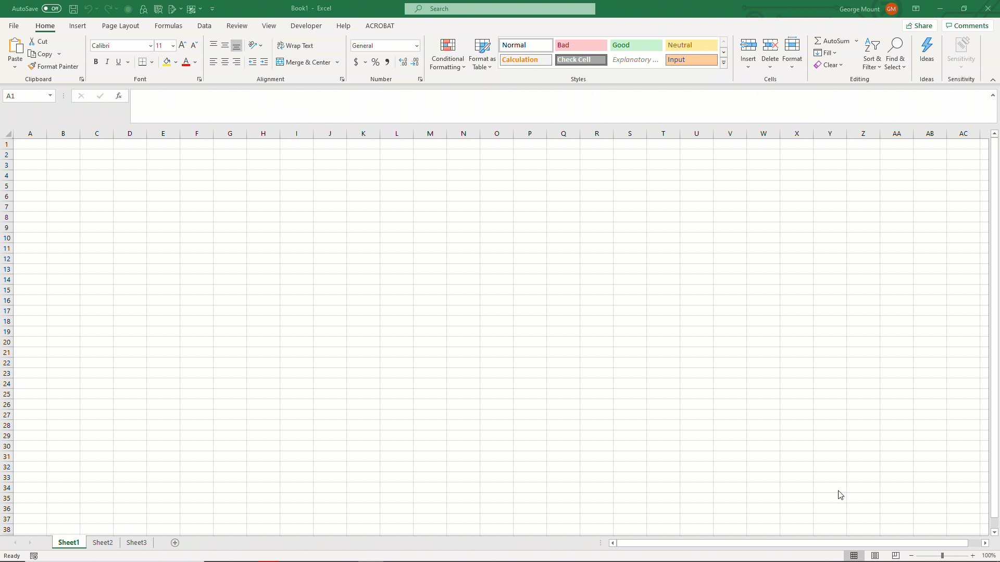 AutoSave Off Book1 - Excel Search George Mount GM
File Home Insert Page Layout Formulas Data Review View Developer Help ACROBAT Share Comments
Paste Cut Copy Format Painter Clipboard
Calibri 11 B I U A Font
ab Wrap Text Merge & Center Alignment
General $ % Number
Conditional Formatting Format as Table
Normal Bad Good Neutral
Calculation Check Cell Explanatory ... Input
Styles
Insert Delete Format Cells
AutoSum Fill Clear Sort & Filter Find & Select Editing
Ideas Ideas
Sensitivity Sensitivity
A1 fx
A B C D E F G H I J K L M N O P Q R S T U V W X Y Z AA AB AC
1
2
3
4
5
6
7
8
9
10
11
12
13
14
15
16
17
18
19
20
21
22
23
24
25
26
27
28
29
30
31
32
33
34
35
36
37
38
Sheet1 Sheet2 Sheet3
Ready 100%